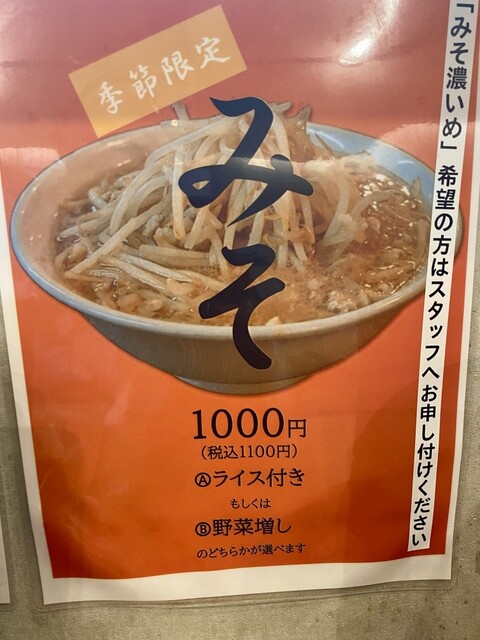 季節限定
みそ
「みそ濃いめ」希望の方はスタッフへお申し付けください
1000円
(税込1100円)
Ⓐライス付き
もしくは
Ⓑ野菜増し
のどちらかが選べます